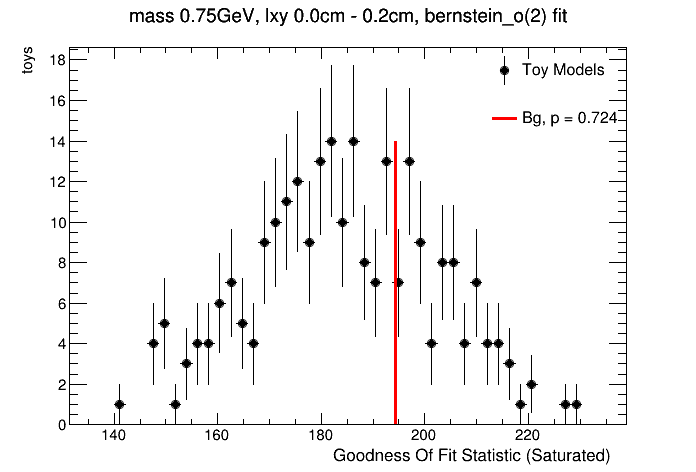 mass 0.75GeV, lxy 0.0cm - 0.2cm, bernstein_o(2) fit
toys
Toy Models
Bg, p = 0.724
18
16
14
12
10
8
6
4
2
0
140 160 180 200 220
Goodness Of Fit Statistic (Saturated)